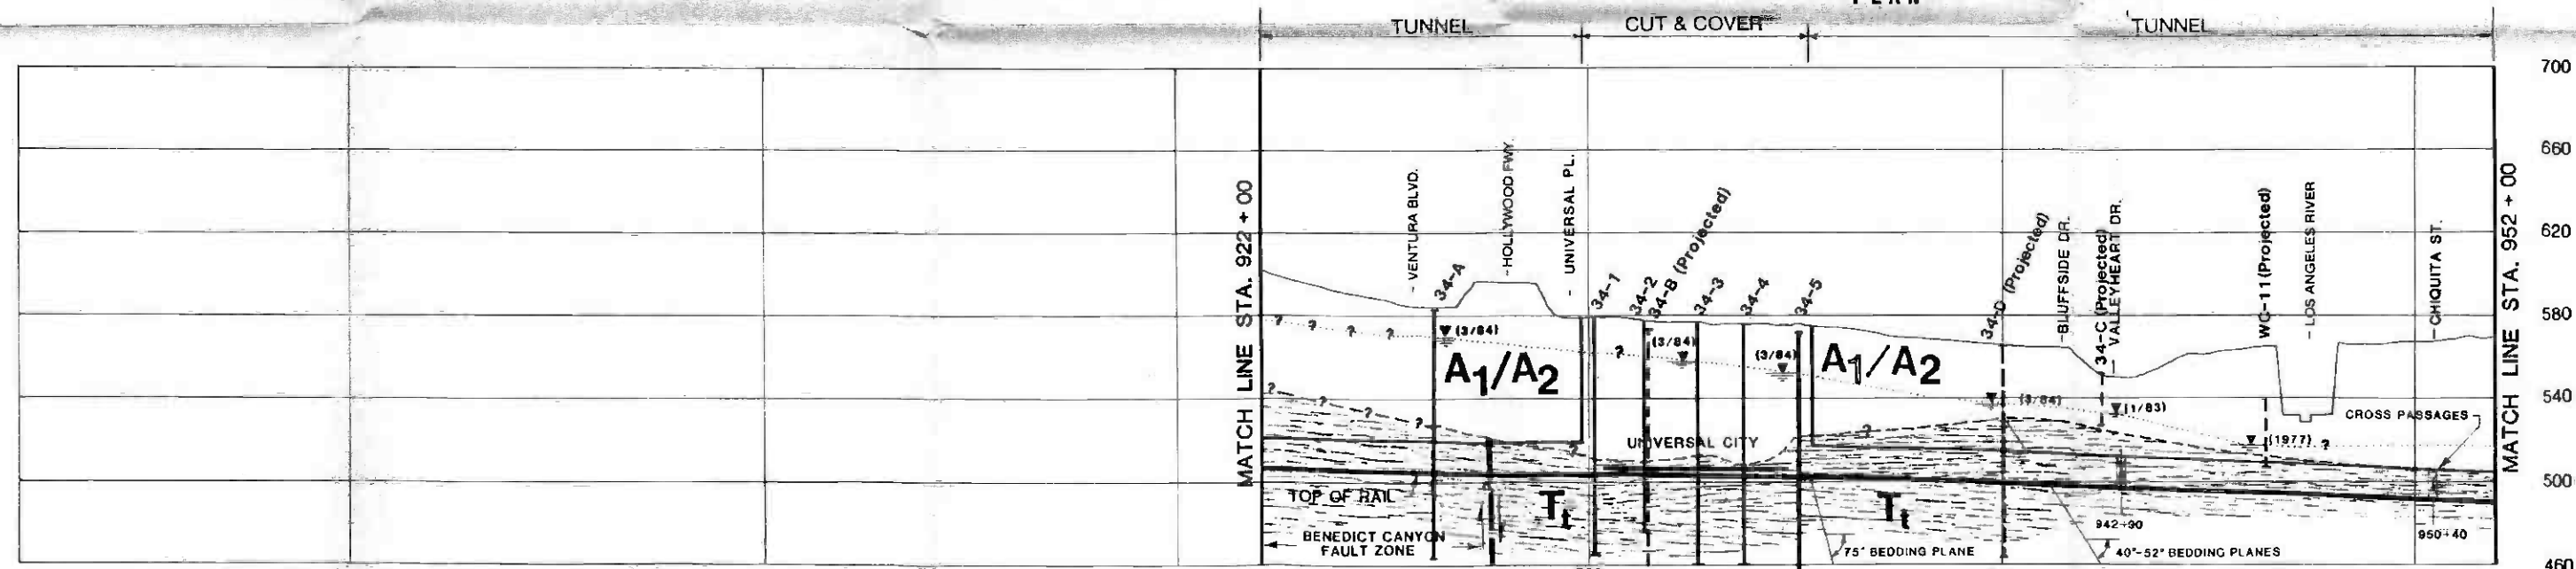 PLAN
TUNNEL
CUT & COVER
TUNNEL
700
660
620
580
540
500
460
MATCH LINE STA. 922 + 00
- VENTURA BLVD.
34-A
- HOLLYWOOD FWY.
- UNIVERSAL PL.
34-1
34-2
34-B (Projected)
34-3
34-4
34-5
34-D (Projected)
-BLUFFSIDE DR.
34-C (Projected)
-VALLEYHEART DR.
WC-11(Projected)
- LOS ANGELES RIVER
- CHIQUITA ST.
MATCH LINE STA. 952 + 00
? ? ? ?
(3/84)
?
(3/84)
(3/84)
A1/A2
A1/A2
(3/84)
(1/83)
(1977) ?
CROSS PASSAGES
? ? ? ? ?
?
UNIVERSAL CITY
TOP OF RAIL
Tt
Tt
BENEDICT CANYON
FAULT ZONE
75° BEDDING PLANE
942+90
40°-52° BEDDING PLANES
950+40